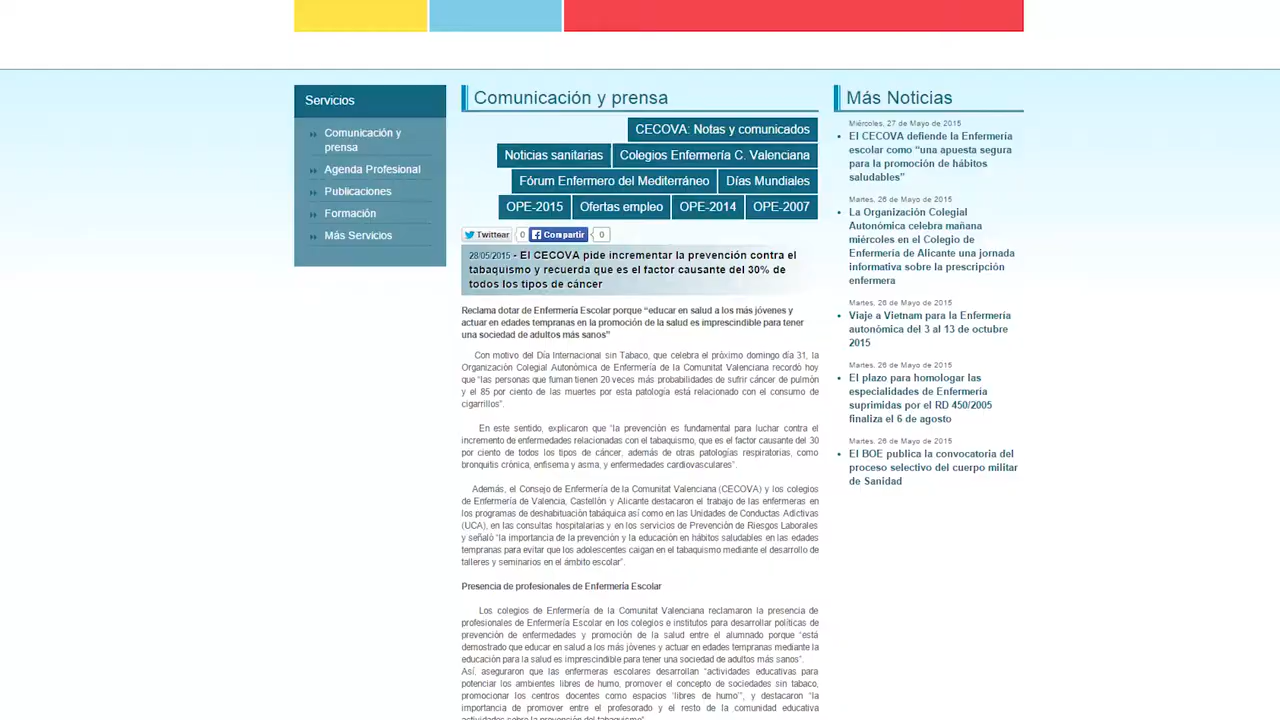 Servicios
Comunicación y
prensa
Agenda Profesional
Publicaciones
Formación
Más Servicios
Comunicación y prensa
CECOVA: Notas y comunicados
Noticias sanitarias
Colegios Enfermería C. Valenciana
Fórum Enfermero del Mediterráneo
Días Mundiales
OPE-2015
Ofertas empleo
OPE-2014
OPE-2007
Twittear
0
Compartir
0
28/05/2015 - El CECOVA pide incrementar la prevención contra el
tabaquismo y recuerda que es el factor causante del 30% de
todos los tipos de cáncer
Reclama dotar de Enfermería Escolar porque “educar en salud a los más jóvenes y
actuar en edades tempranas en la promoción de la salud es imprescindible para tener
una sociedad de adultos más sanos”
Con motivo del Día Internacional sin Tabaco, que celebra el próximo domingo día 31, la
Organización Colegial Autonómica de Enfermería de la Comunitat Valenciana recordó hoy
que “las personas que fuman tienen 20 veces más probabilidades de sufrir cáncer de pulmón
y el 85 por ciento de las muertes por esta patología está relacionado con el consumo de
cigarrillos”.
En este sentido, explicaron que “la prevención es fundamental para luchar contra el
incremento de enfermedades relacionadas con el tabaquismo, que es el factor causante del 30
por ciento de todos los tipos de cáncer, además de otras patologías respiratorias, como
bronquitis crónica, enfisema y asma, y enfermedades cardiovasculares”.
Además, el Consejo de Enfermería de la Comunitat Valenciana (CECOVA) y los colegios
de Enfermería de Valencia, Castellón y Alicante destacaron el trabajo de las enfermeras en
los programas de deshabituación tabáquica así como en las Unidades de Conductas Adictivas
(UCA), en las consultas hospitalarias y en los servicios de Prevención de Riesgos Laborales
y señaló “la importancia de la prevención y la educación en hábitos saludables en las edades
tempranas para evitar que los adolescentes caigan en el tabaquismo mediante el desarrollo de
talleres y seminarios en el ámbito escolar”.
Presencia de profesionales de Enfermería Escolar
Los colegios de Enfermería de la Comunitat Valenciana reclamaron la presencia de
profesionales de Enfermería Escolar en los colegios e institutos para desarrollar políticas de
prevención de enfermedades y promoción de la salud entre el alumnado porque “está
demostrado que educar en salud a los más jóvenes y actuar en edades tempranas mediante la
educación para la salud es imprescindible para tener una sociedad de adultos más sanos”.
Así, aseguraron que las enfermeras escolares desarrollan “actividades educativas para
potenciar los ambientes libres de humo, promover el concepto de sociedades sin tabaco,
promocionar los centros docentes como espacios ‘libres de humo’”, y destacaron “la
importancia de promover entre el profesorado y el resto de la comunidad educativa
actividades sobre la prevención del tabaquismo”
Más Noticias
Miércoles, 27 de Mayo de 2015
El CECOVA defiende la Enfermería
escolar como “una apuesta segura
para la promoción de hábitos
saludables”
Martes, 26 de Mayo de 2015
La Organización Colegial
Autonómica celebra mañana
miércoles en el Colegio de
Enfermería de Alicante una jornada
informativa sobre la prescripción
enfermera
Martes, 26 de Mayo de 2015
Viaje a Vietnam para la Enfermería
autonómica del 3 al 13 de octubre
2015
Martes, 26 de Mayo de 2015
El plazo para homologar las
especialidades de Enfermería
suprimidas por el RD 450/2005
finaliza el 6 de agosto
Martes, 26 de Mayo de 2015
El BOE publica la convocatoria del
proceso selectivo del cuerpo militar
de Sanidad